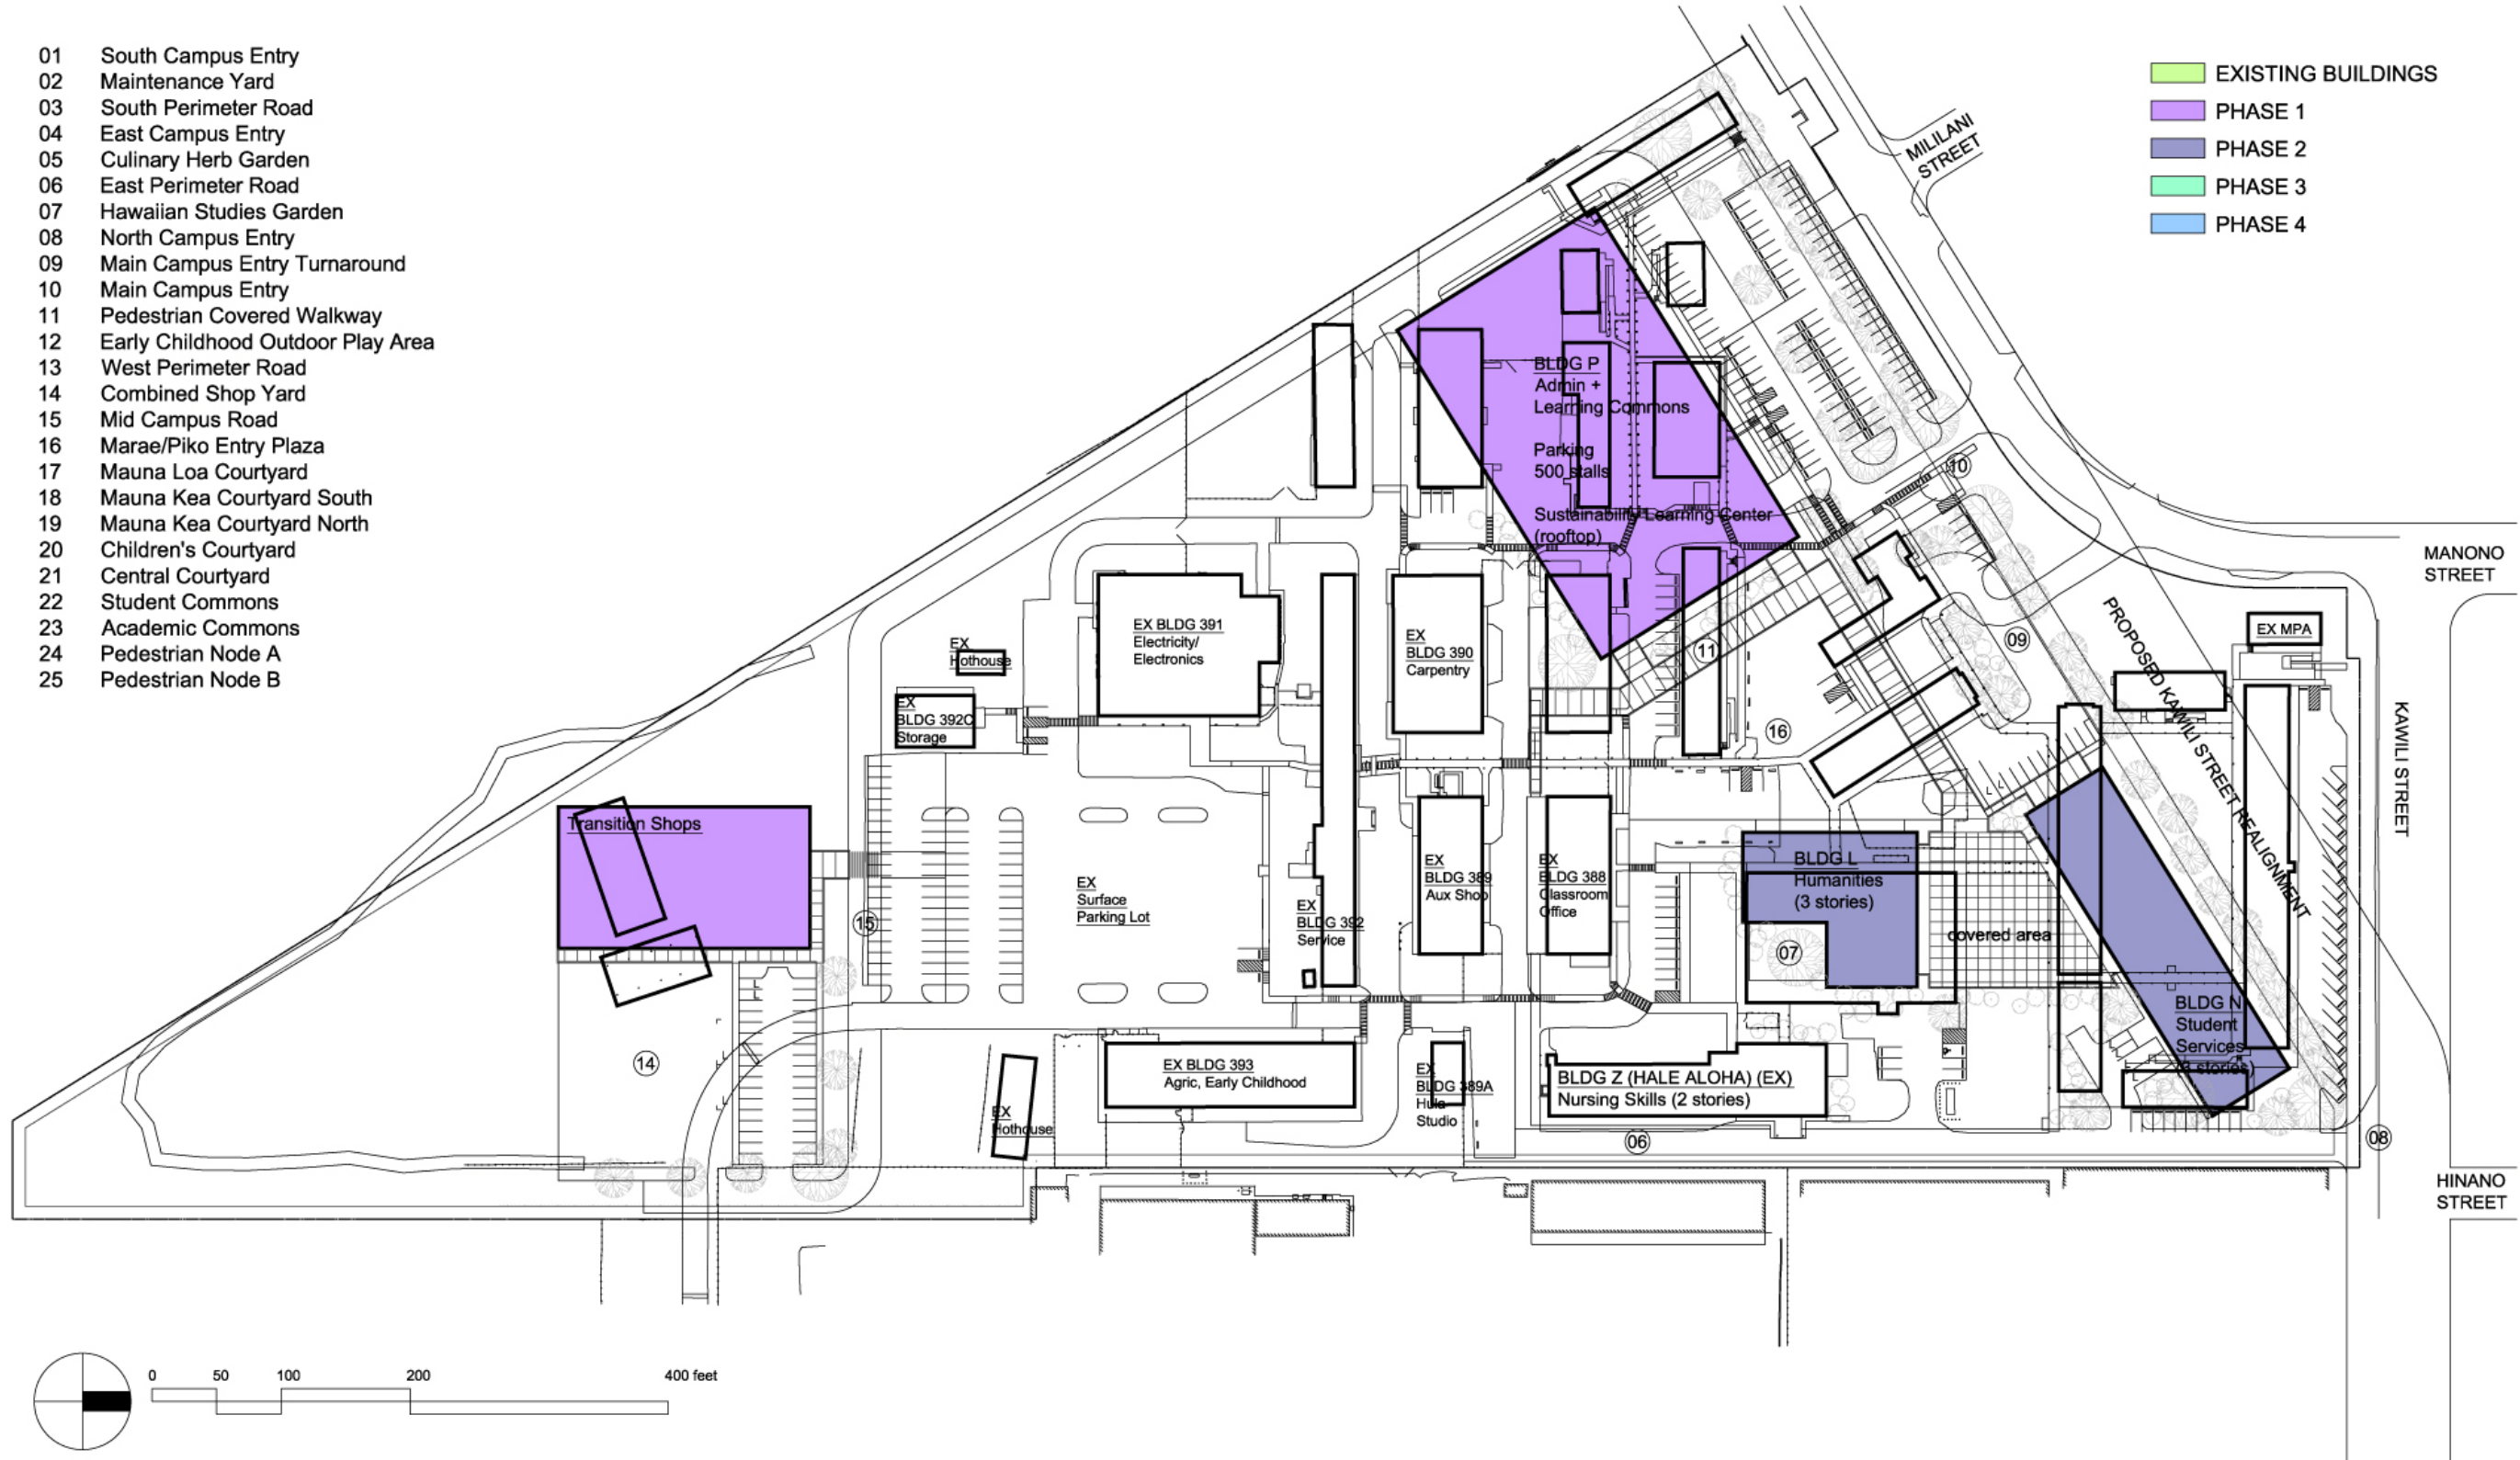 01 South Campus Entry
02 Maintenance Yard
03 South Perimeter Road
04 East Campus Entry
05 Culinary Herb Garden
06 East Perimeter Road
07 Hawaiian Studies Garden
08 North Campus Entry
09 Main Campus Entry Turnaround
10 Main Campus Entry
11 Pedestrian Covered Walkway
12 Early Childhood Outdoor Play Area
13 West Perimeter Road
14 Combined Shop Yard
15 Mid Campus Road
16 Marae/Piko Entry Plaza
17 Mauna Loa Courtyard
18 Mauna Kea Courtyard South
19 Mauna Kea Courtyard North
20 Children's Courtyard
21 Central Courtyard
22 Student Commons
23 Academic Commons
24 Pedestrian Node A
25 Pedestrian Node B
EXISTING BUILDINGS
PHASE 1
PHASE 2
PHASE 3
PHASE 4
MILILANI
STREET
BLDG P
Admin +
Learning Commons
Parking
500 stalls
Sustainability Learning Center
(rooftop)
10
MANONO
STREET
PROPOSED KAWILI STREET REALIGNMENT
KAWILI STREET
EX MPA
09
11
16
EX BLDG 391
Electricity/
Electronics
EX
BLDG 390
Carpentry
EX
Hothouse
EX
BLDG 392C
Storage
Transition Shops
15
EX
Surface
Parking Lot
EX
BLDG 392
Service
EX
BLDG 389
Aux Shop
EX
BLDG 388
Classroom
Office
BLDG L
Humanities
(3 stories)
07
covered area
BLDG N
Student
Services
(3 stories)
14
EX
Hothouse
EX BLDG 393
Agric, Early Childhood
EX
BLDG 389A
Hula
Studio
BLDG Z (HALE ALOHA) (EX)
Nursing Skills (2 stories)
06
08
HINANO
STREET
0 50 100 200 400 feet